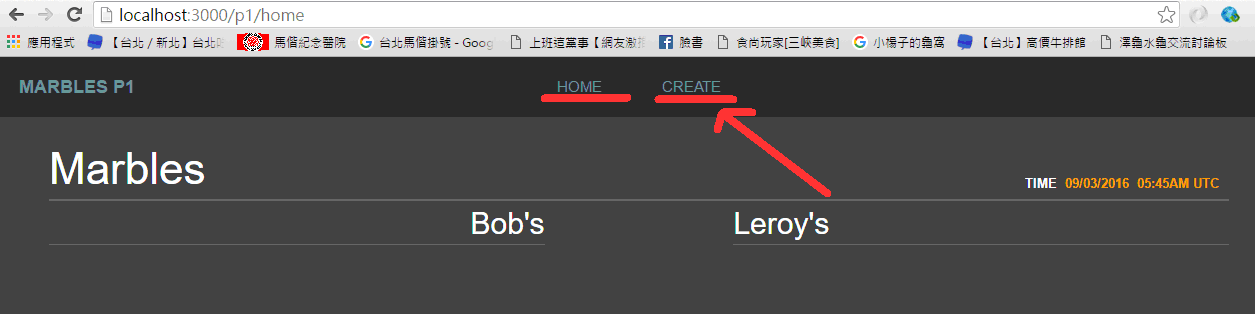 localhost:3000/p1/home
應用程式 【台北 / 新北】台北 馬偕紀念醫院 台北馬偕掛號 - Goog 上班這黨事【網友激推 臉書 食尚玩家[三峽美食] 小楊子的龜窩 【台北】高價牛排館 澤龜水龜交流討論板
MARBLES P1 HOME CREATE
Marbles
TIME 09/03/2016 05:45AM UTC
Bob's Leroy's